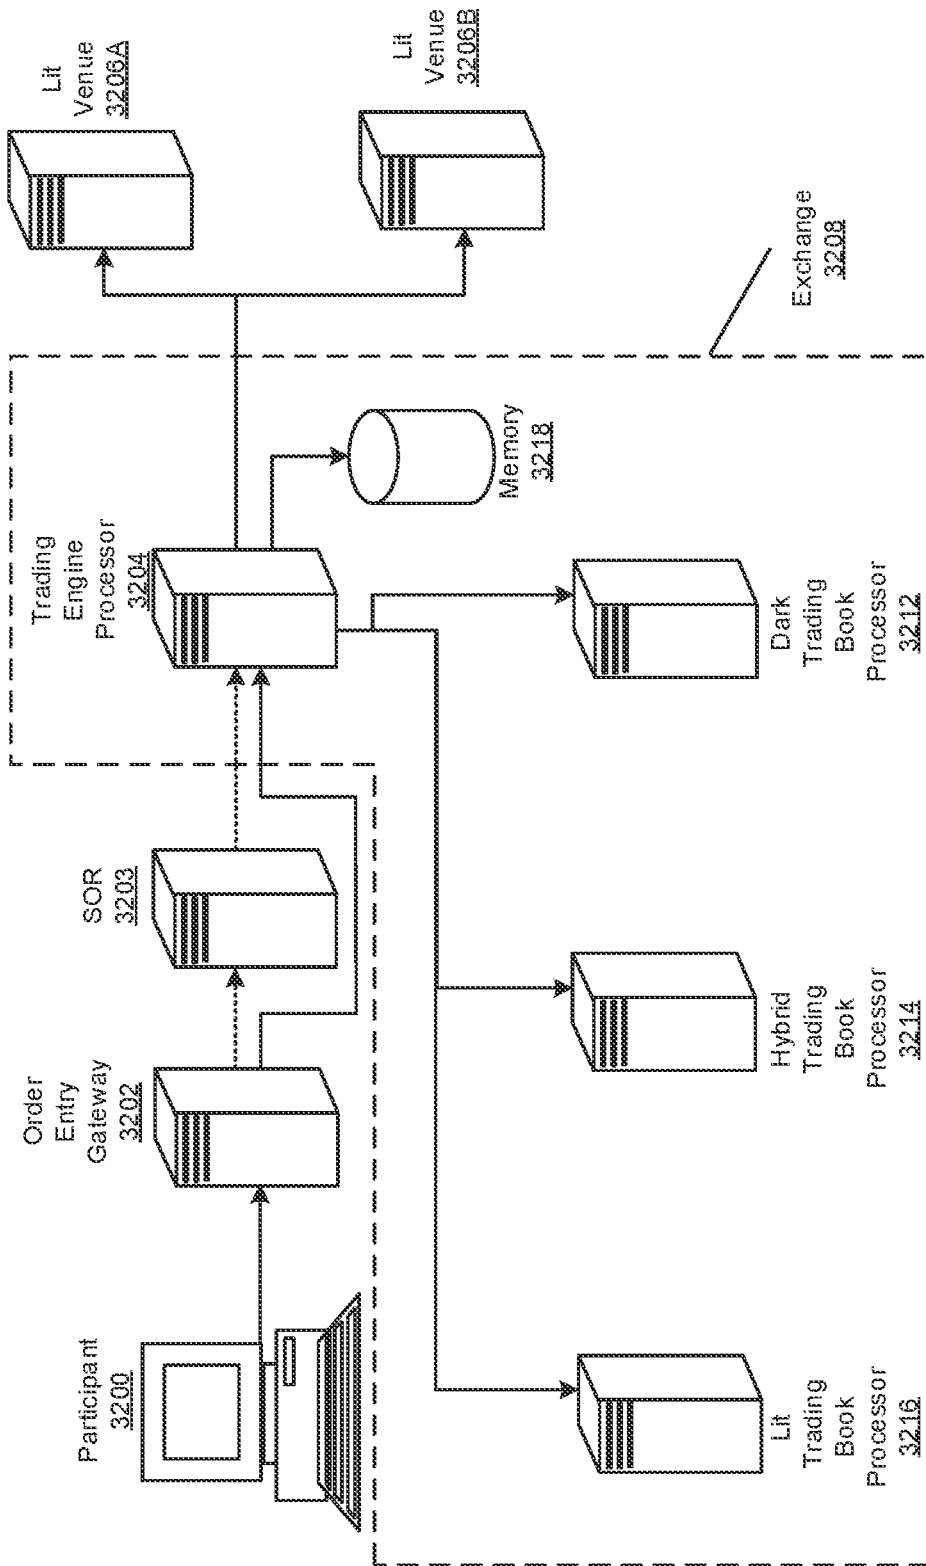 Participant
3200
Order
Entry
Gateway
3202
SOR
3203
Trading
Engine
Processor
3204
Lit
Venue
3206A
Lit
Venue
3206B
Memory
3218
Exchange
3208
Lit
Trading
Book
Processor
3216
Hybrid
Trading
Book
Processor
3214
Dark
Trading
Book
Processor
3212